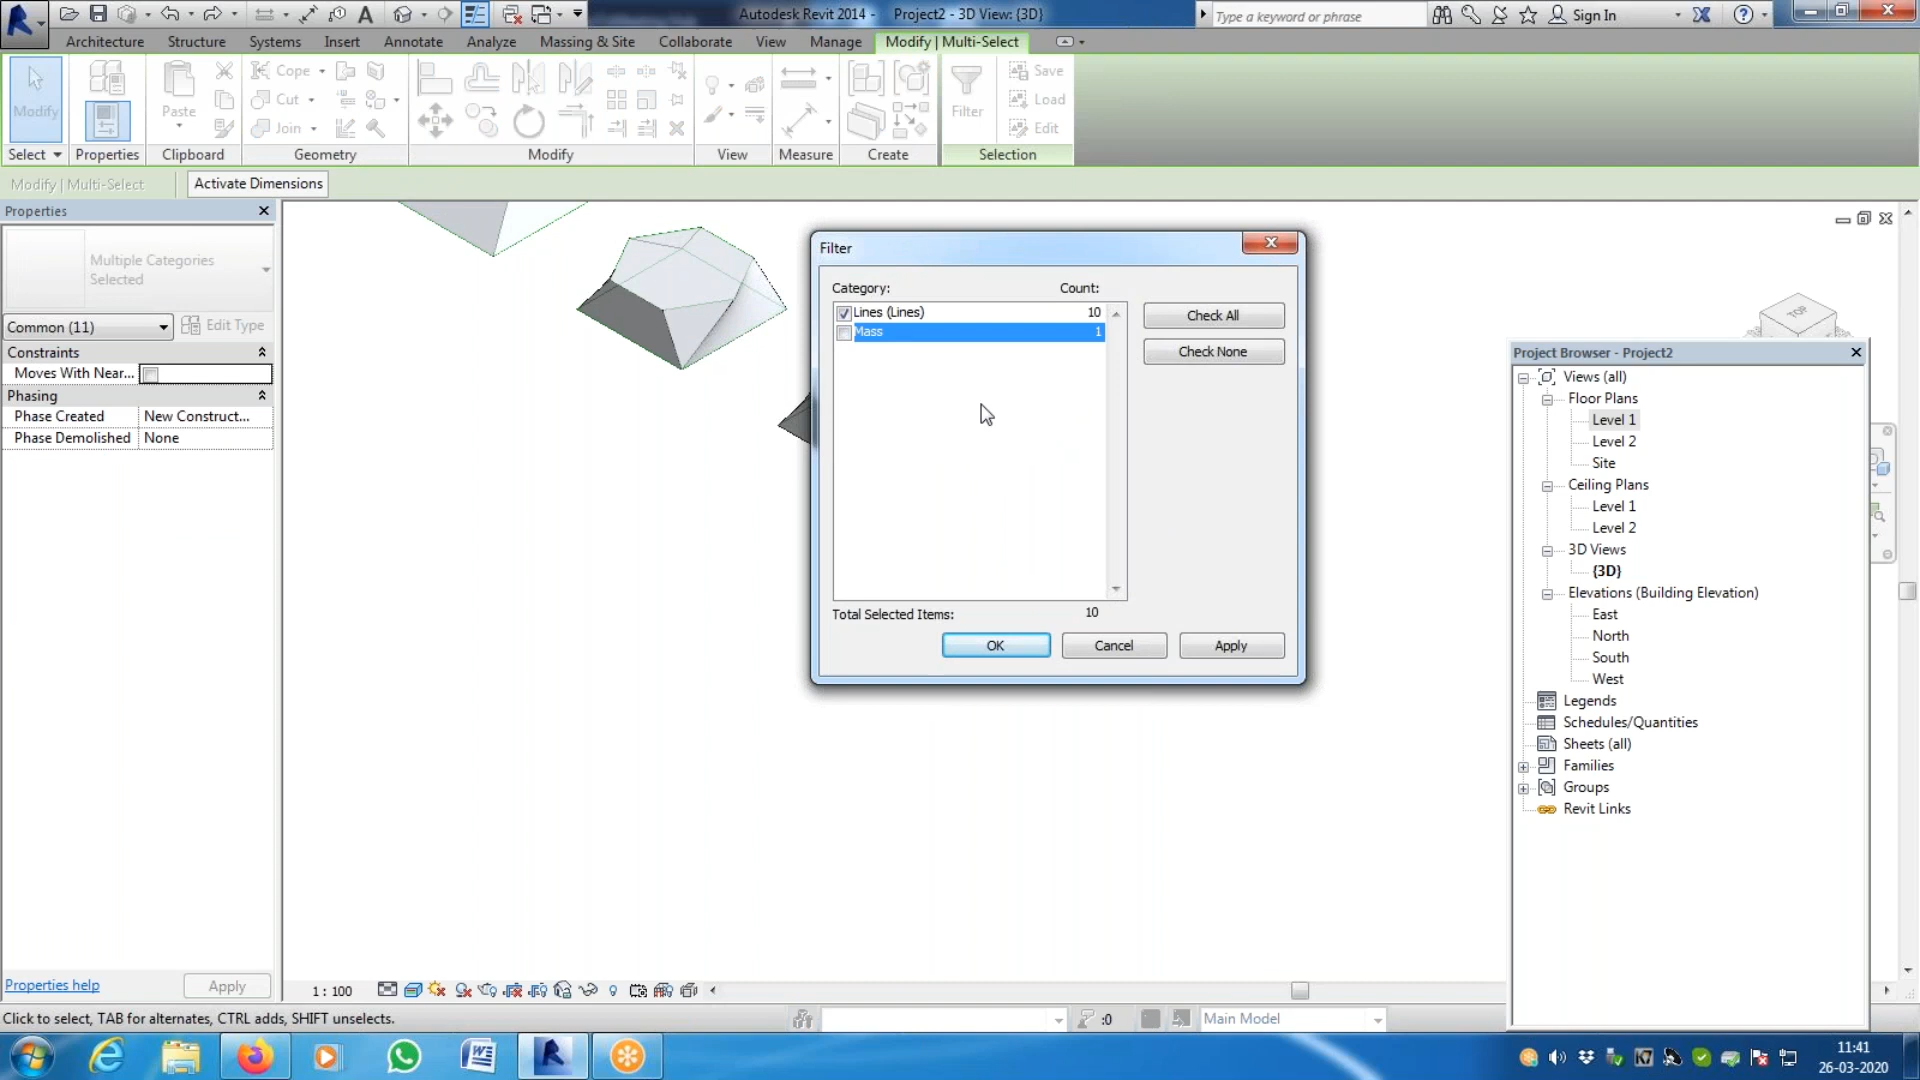 Autodesk Revit 2014 - Project2 - 3D View: {3D}
Type a keyword or phrase
Sign In
Architecture Structure Systems Insert Annotate Analyze Massing & Site Collaborate View Manage Modify | Multi-Select
Modify
Paste
Cope
Cut
Join
Filter
Save
Load
Edit
Select Properties Clipboard Geometry Modify View Measure Create Selection
Modify | Multi-Select Activate Dimensions
Properties
Multiple Categories
Selected
Common (11) Edit Type
Constraints
Moves With Near...
Phasing
Phase Created New Construct...
Phase Demolished None
Properties help Apply
Filter
Category: Count:
Lines (Lines) 10
Mass 1
Check All
Check None
Total Selected Items: 10
OK Cancel Apply
TOP
Project Browser - Project2
Views (all)
Floor Plans
Level 1
Level 2
Site
Ceiling Plans
Level 1
Level 2
3D Views
{3D}
Elevations (Building Elevation)
East
North
South
West
Legends
Schedules/Quantities
Sheets (all)
Families
Groups
Revit Links
1 : 100
Click to select, TAB for alternates, CTRL adds, SHIFT unselects.
:0
Main Model
11:41
26-03-2020